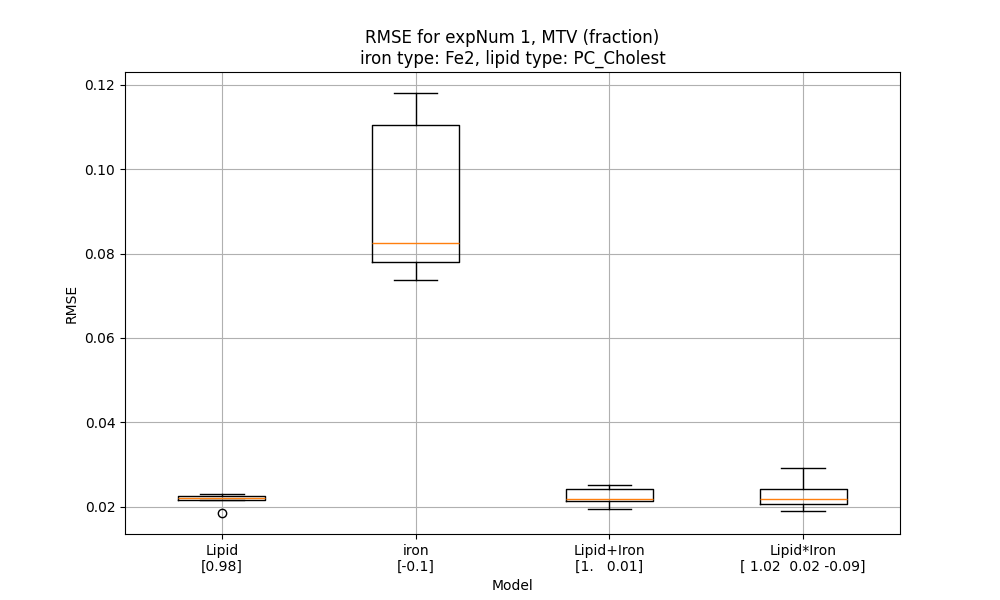 RMSE for expNum 1, MTV (fraction)
iron type: Fe2, lipid type: PC_Cholest
0.12
0.10
0.08
0.06
0.04
0.02
RMSE
Lipid
[0.98]
iron
[-0.1]
Lipid+Iron
[1.   0.01]
Lipid*Iron
[ 1.02  0.02 -0.09]
Model